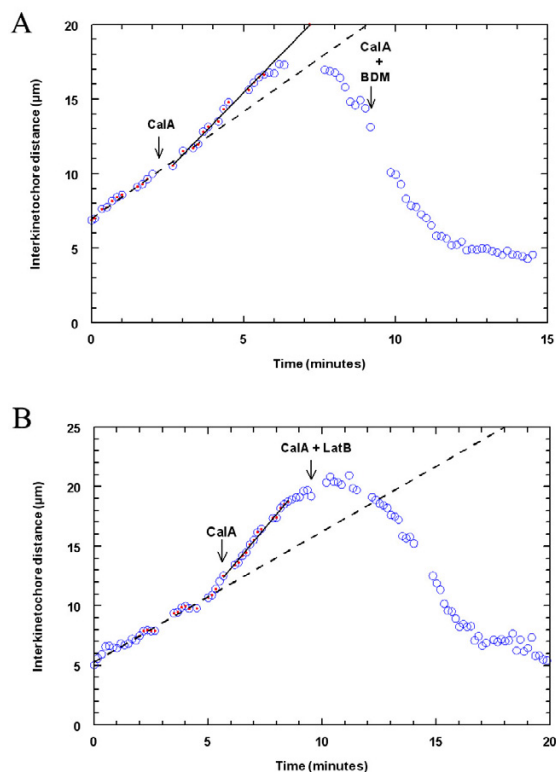 A
Interkinetochore distance (µm)
20
15
10
5
0
CalA
CalA
+
BDM
0 5 10 15
Time (minutes)
B
Interkinetochore distance (µm)
25
20
15
10
5
0
CalA
CalA + LatB
0 5 10 15 20
Time (minutes)